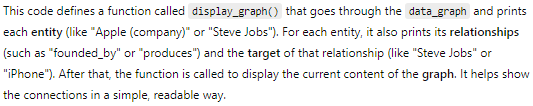 This code defines a function called display_graph() that goes through the data_graph and prints
each entity (like "Apple (company)" or "Steve Jobs"). For each entity, it also prints its relationships
(such as "founded_by" or "produces") and the target of that relationship (like "Steve Jobs" or
"iPhone"). After that, the function is called to display the current content of the graph. It helps show
the connections in a simple, readable way.